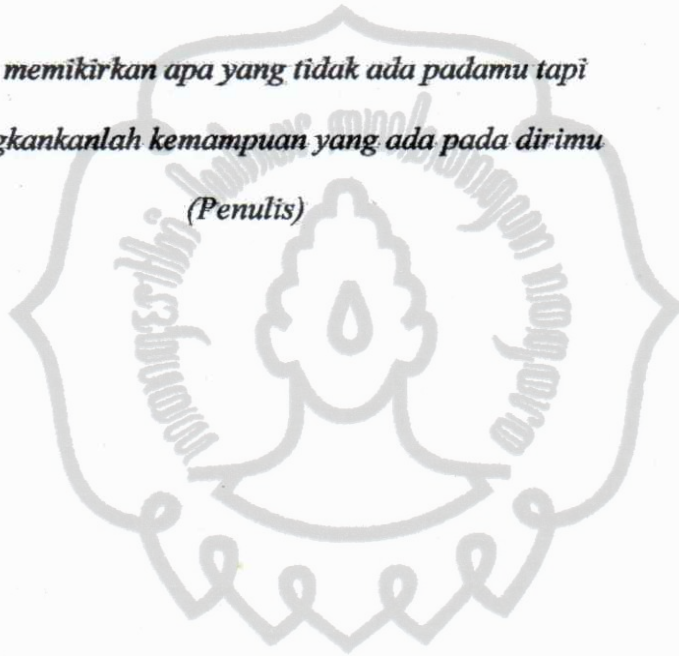 memikirkan apa yang tidak ada padamu tapi
gkankanlah kemampuan yang ada pada dirimu
(Penulis)